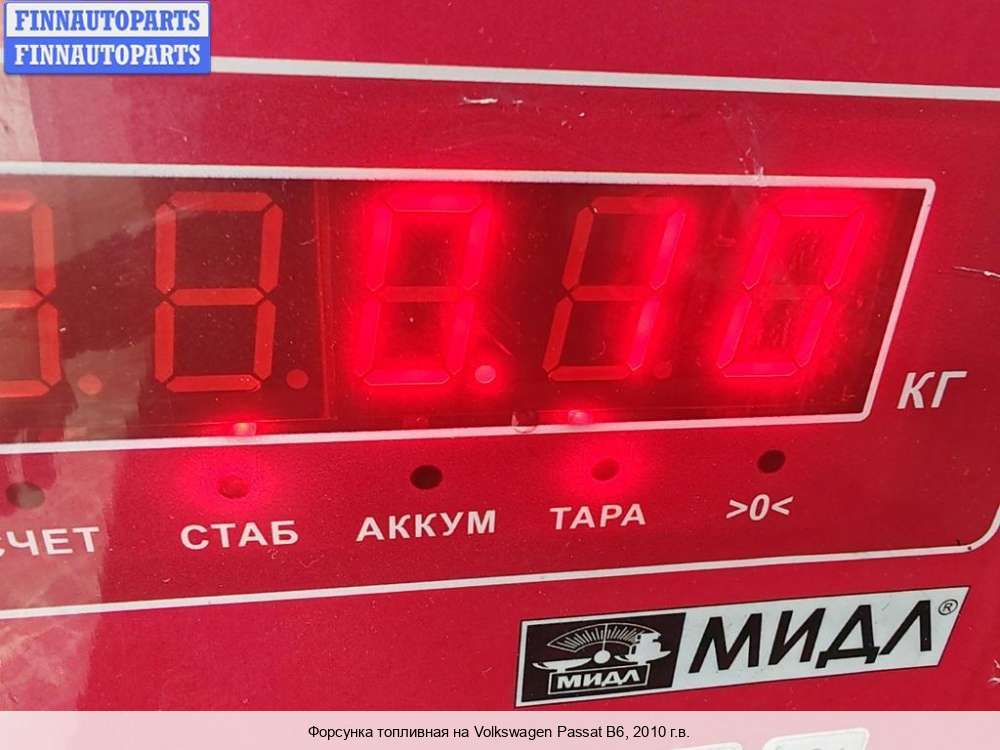 FINNAUTOPARTS
FINNAUTOPARTS
0.10
КГ
СЧЕТ СТАБ АККУМ ТАРА >0<
МИДЛ МИДЛ®
Форсунка топливная на Volkswagen Passat B6, 2010 г.в.